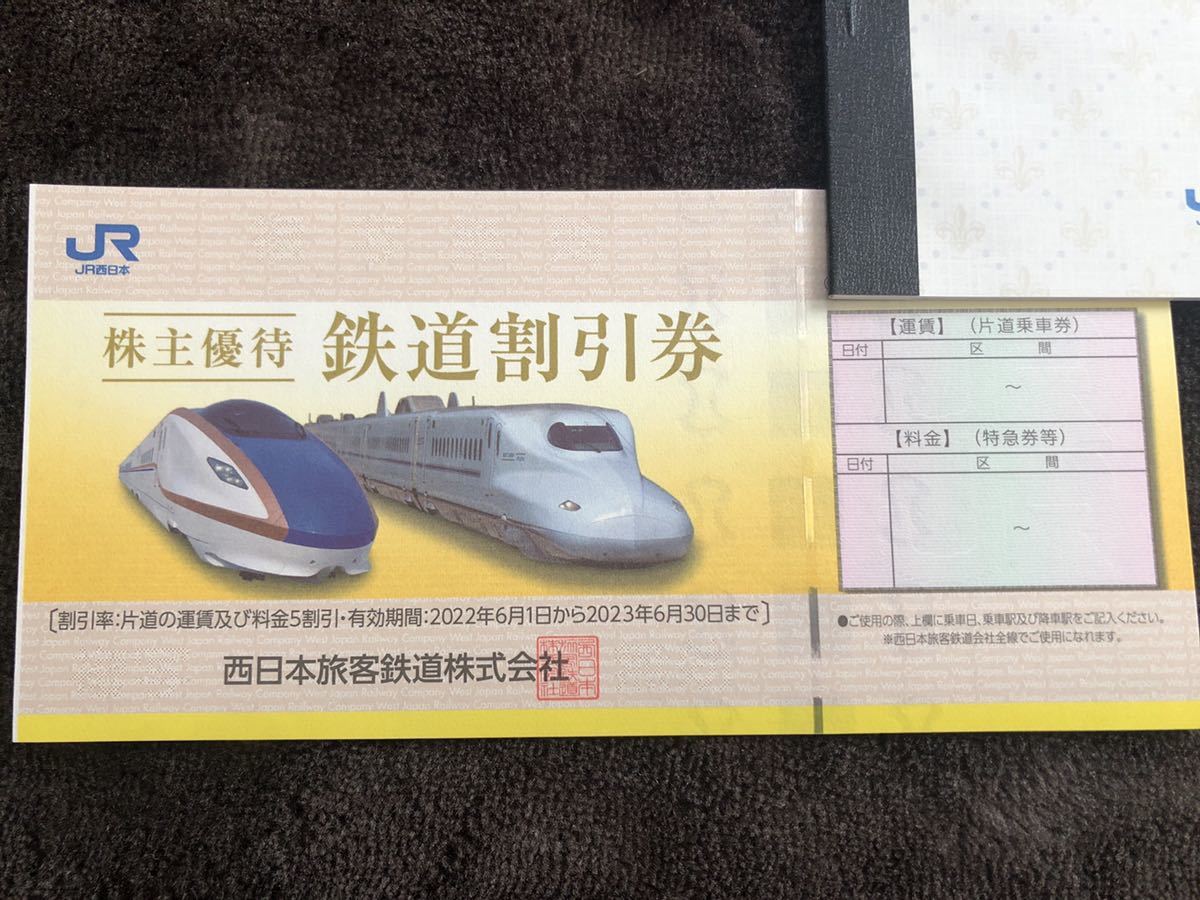 JR
JR西日本
株主優待 鉄道割引券
[割引率:片道の運賃及び料金5割引・有効期間:2022年6月1日から2023年6月30日まで]
西日本旅客鉄道株式会社
【運賃】（片道乗車券）
日付 区間
～
【料金】（特急券等）
日付 区間
～
●ご使用の際、上欄に乗車日、乗車駅及び降車駅をご記入ください。
※西日本旅客鉄道会社全線でご使用になれます。